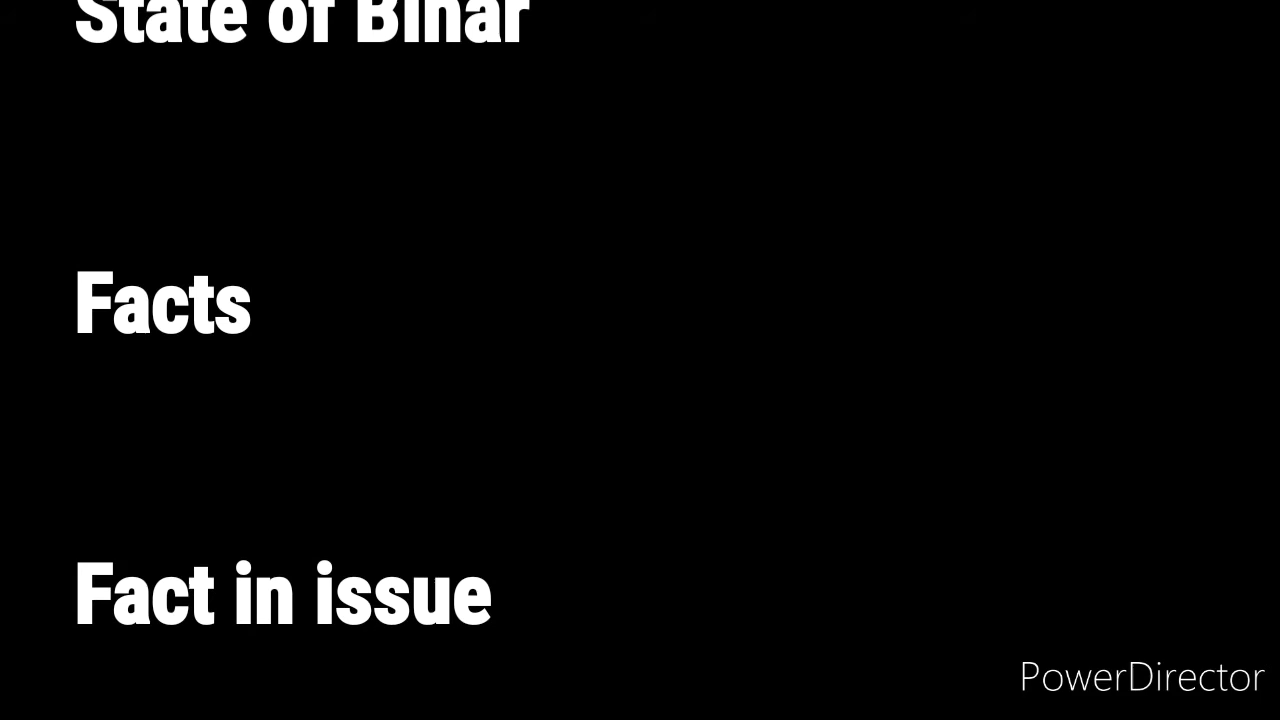 State of Bihar
Facts
Fact in issue
PowerDirector